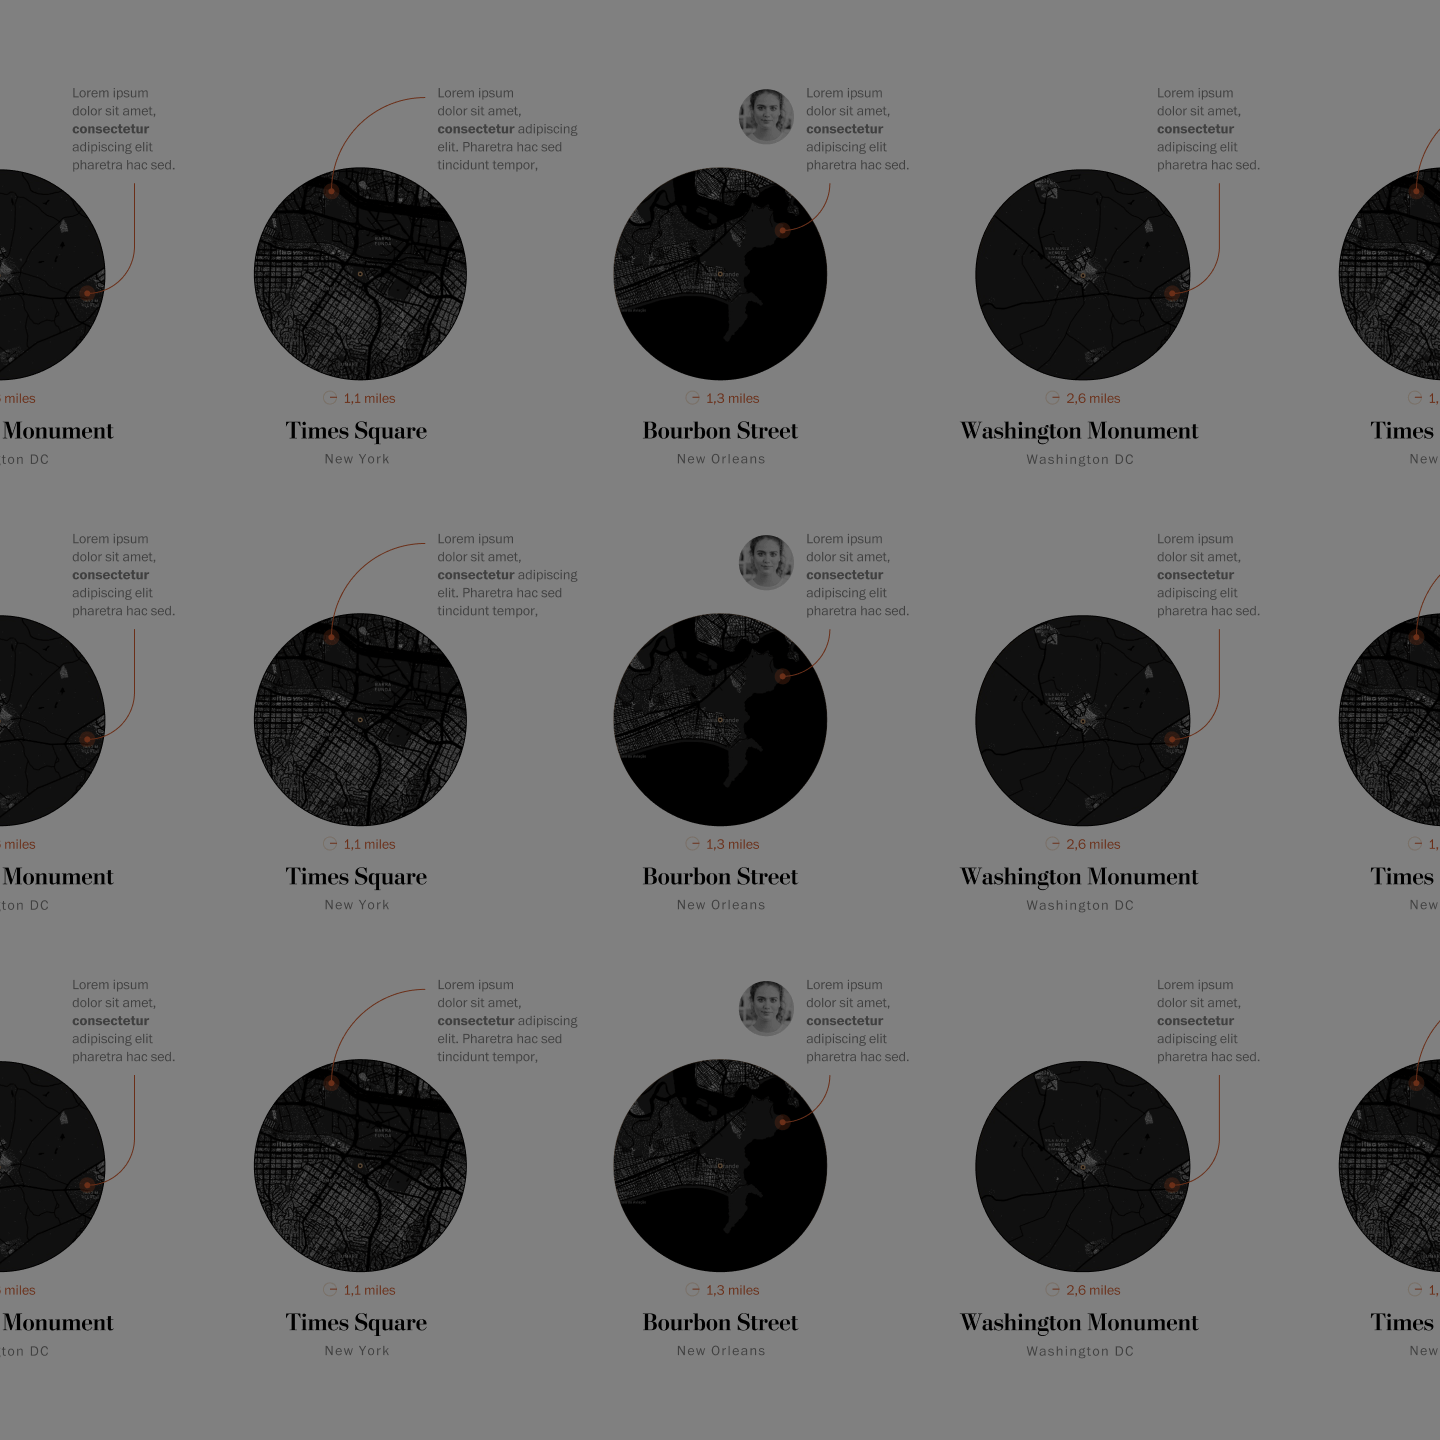 Lorem ipsum
dolor sit amet,
consectetur
adipiscing elit
pharetra hac sed.
miles
Monument
ton DC
Lorem ipsum
dolor sit amet,
consectetur adipiscing
elit. Pharetra hac sed
tincidunt tempor,
BARRA
FUNDA
1,1 miles
Times Square
New York
Lorem ipsum
dolor sit amet,
consectetur
adipiscing elit
pharetra hac sed.
1,3 miles
Bourbon Street
New Orleans
Lorem ipsum
dolor sit amet,
consectetur
adipiscing elit
pharetra hac sed.
2,6 miles
Washington Monument
Washington DC
1,
Times
New
Lorem ipsum
dolor sit amet,
consectetur
adipiscing elit
pharetra hac sed.
miles
Monument
ton DC
Lorem ipsum
dolor sit amet,
consectetur adipiscing
elit. Pharetra hac sed
tincidunt tempor,
BARRA
FUNDA
1,1 miles
Times Square
New York
Lorem ipsum
dolor sit amet,
consectetur
adipiscing elit
pharetra hac sed.
1,3 miles
Bourbon Street
New Orleans
Lorem ipsum
dolor sit amet,
consectetur
adipiscing elit
pharetra hac sed.
2,6 miles
Washington Monument
Washington DC
1,
Times
New
Lorem ipsum
dolor sit amet,
consectetur
adipiscing elit
pharetra hac sed.
miles
Monument
ton DC
Lorem ipsum
dolor sit amet,
consectetur adipiscing
elit. Pharetra hac sed
tincidunt tempor,
BARRA
FUNDA
1,1 miles
Times Square
New York
Lorem ipsum
dolor sit amet,
consectetur
adipiscing elit
pharetra hac sed.
1,3 miles
Bourbon Street
New Orleans
Lorem ipsum
dolor sit amet,
consectetur
adipiscing elit
pharetra hac sed.
2,6 miles
Washington Monument
Washington DC
1,
Times
New